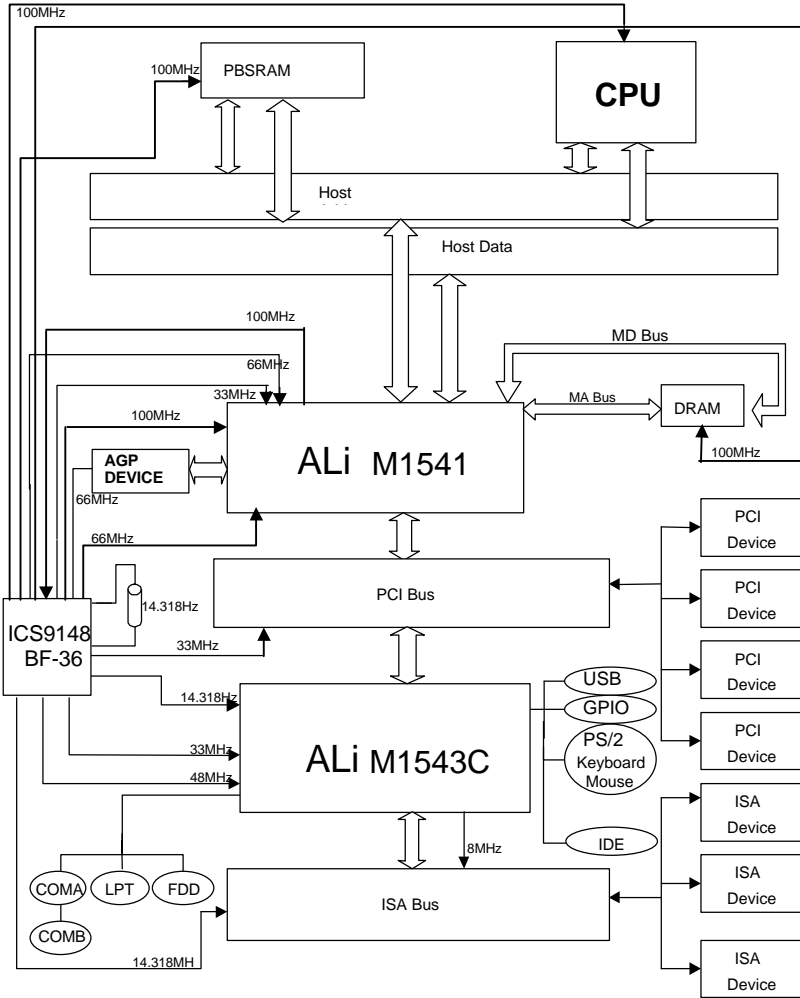 100MHz
100MHz
PBSRAM
CPU
Host
Host Data
100MHz
66MHz
33MHz
MD Bus
MA Bus
DRAM
100MHz
100MHz
ALi M1541
AGP
DEVICE
66MHz
66MHz
PCI
Device
PCI Bus
PCI
Device
14.318Hz
ICS9148
BF-36
33MHz
PCI
Device
14.318Hz
USB
GPIO
PS/2
Keyboard
Mouse
PCI
Device
33MHz
ALi M1543C
48MHz
ISA
Device
8MHz
IDE
COMA
LPT
FDD
ISA
Device
ISA Bus
COMB
14.318MH
ISA
Device